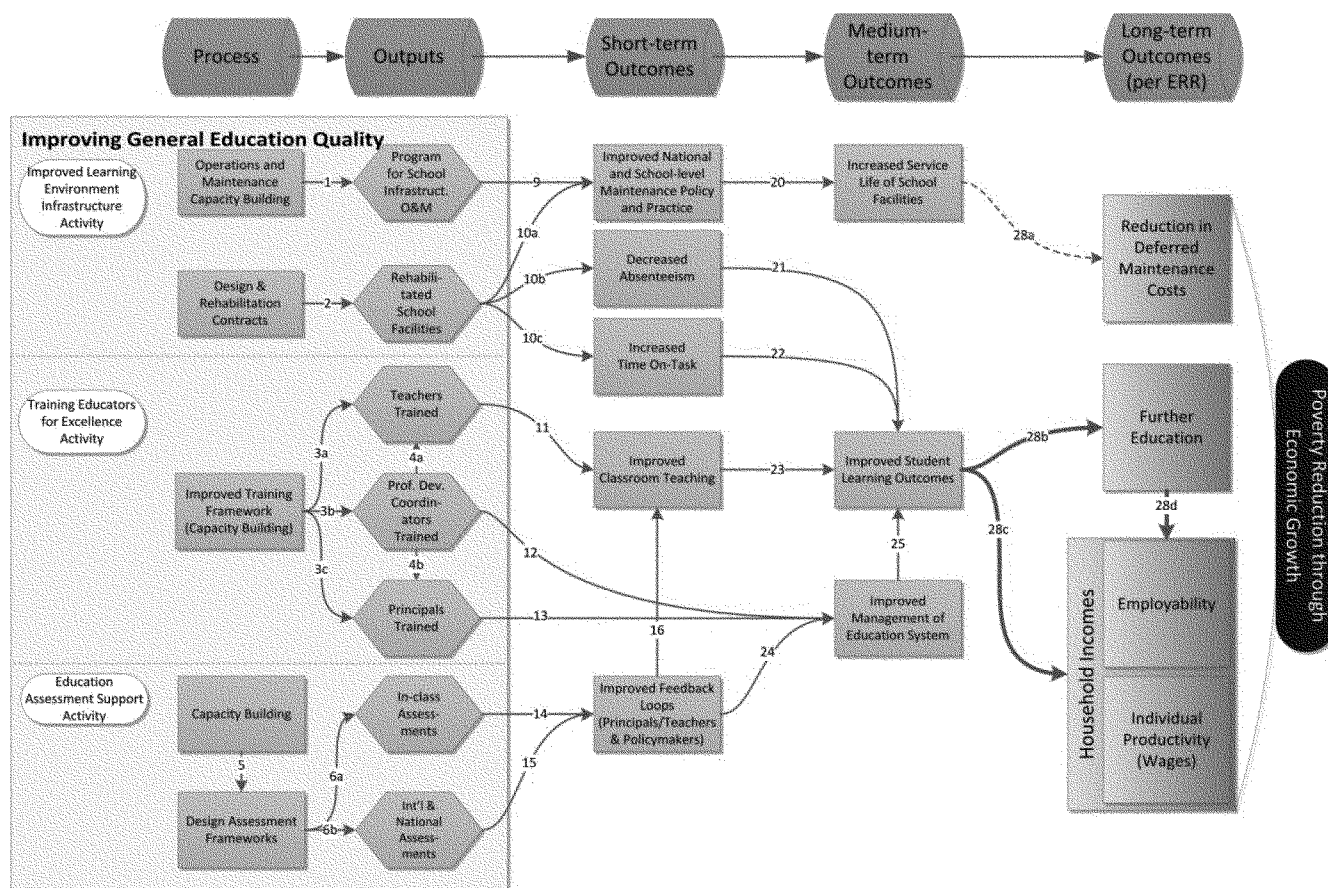 Process
Outputs
Short-term
Outcomes
Medium-
term
Outcomes
Long-term
Outcomes
(per ERR)
Improving General Education Quality
Improved Learning
Environment
Infrastructure
Activity
Operations and
Maintenance
Capacity Building
1
Program
for School
Infrastruct.
O&M
9
Improved National
and School-level
Maintenance Policy
and Practice
20
Increased Service
Life of School
Facilities
28a
Reduction in
Deferred
Maintenance
Costs
10a
Design &
Rehabilitation
Contracts
2
Rehabili-
tated
School
Facilities
10b
Decreased
Absenteeism
21
10c
Increased
Time On-Task
22
Training Educators
for Excellence
Activity
Improved Training
Framework
(Capacity Building)
3a
3b
3c
Teachers
Trained
4a
Prof. Dev.
Coordin-
ators
Trained
4b
Principals
Trained
11
12
13
Improved
Classroom Teaching
23
Improved Student
Learning Outcomes
28b
Further
Education
28c
28d
16
25
Improved
Management of
Education System
24
Household Incomes
Employability
Individual
Productivity
(Wages)
Poverty Reduction through
Economic Growth
Education
Assessment Support
Activity
Capacity Building
5
Design Assessment
Frameworks
6a
6b
In-class
Assess-
ments
14
Int'l &
National
Assess-
ments
15
Improved Feedback
Loops
(Principals/Teachers
& Policymakers)